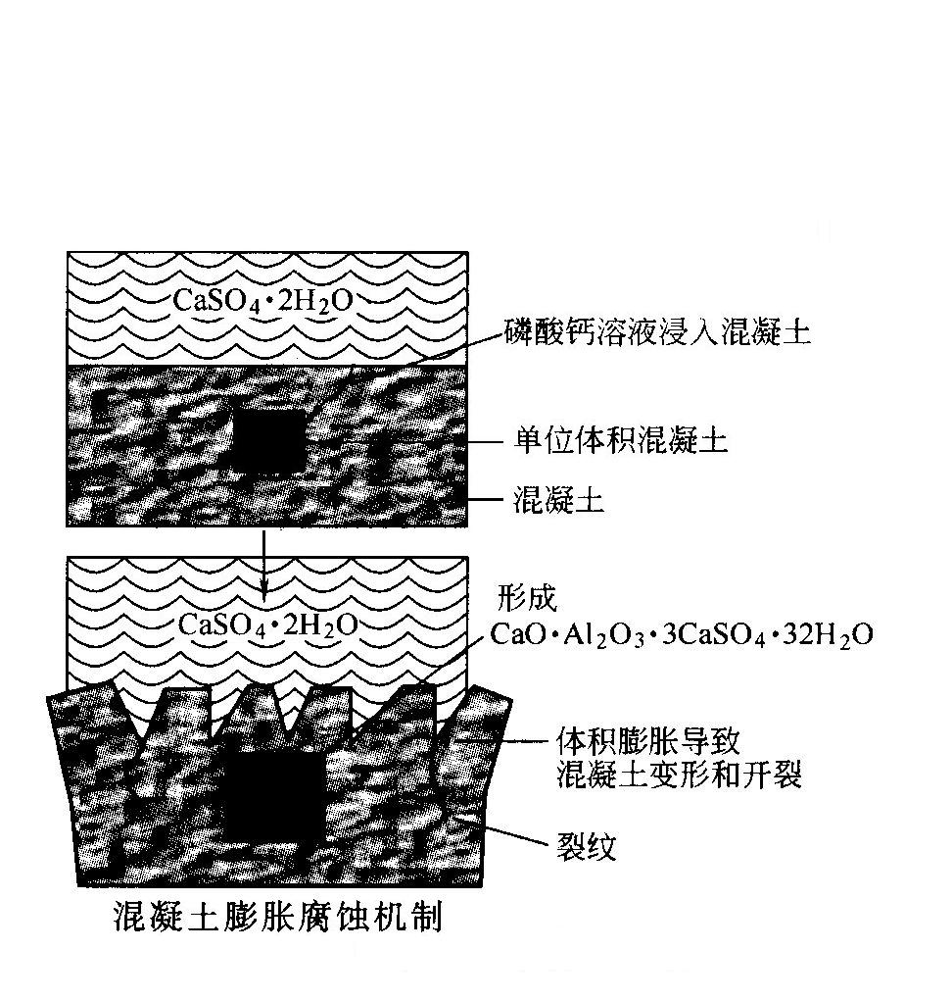 CaSO₄·2H₂O
磷酸钙溶液浸入混凝土
单位体积混凝土
混凝土
CaSO₄·2H₂O
形成
CaO·Al₂O₃·3CaSO₄·32H₂O
体积膨胀导致
混凝土变形和开裂
裂纹
混凝土膨胀腐蚀机制